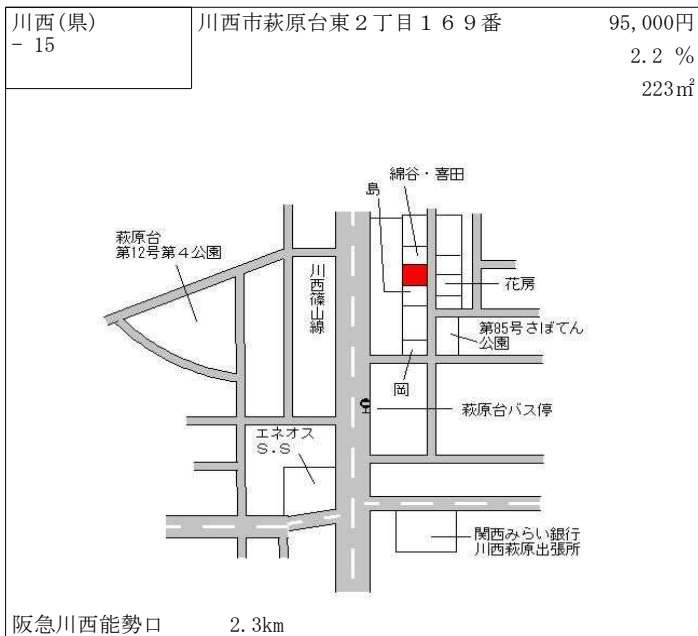 川西(県)
- 15
川西市萩原台東２丁目１６９番
95,000円
2.2 %
223㎡
綿谷・喜田
島
萩原台
第12号第４公園
川西篠山線
花房
第85号さぼてん
公園
岡
萩原台バス停
エネオス
Ｓ.Ｓ
関西みらい銀行
川西萩原出張所
阪急川西能勢口 2.3km